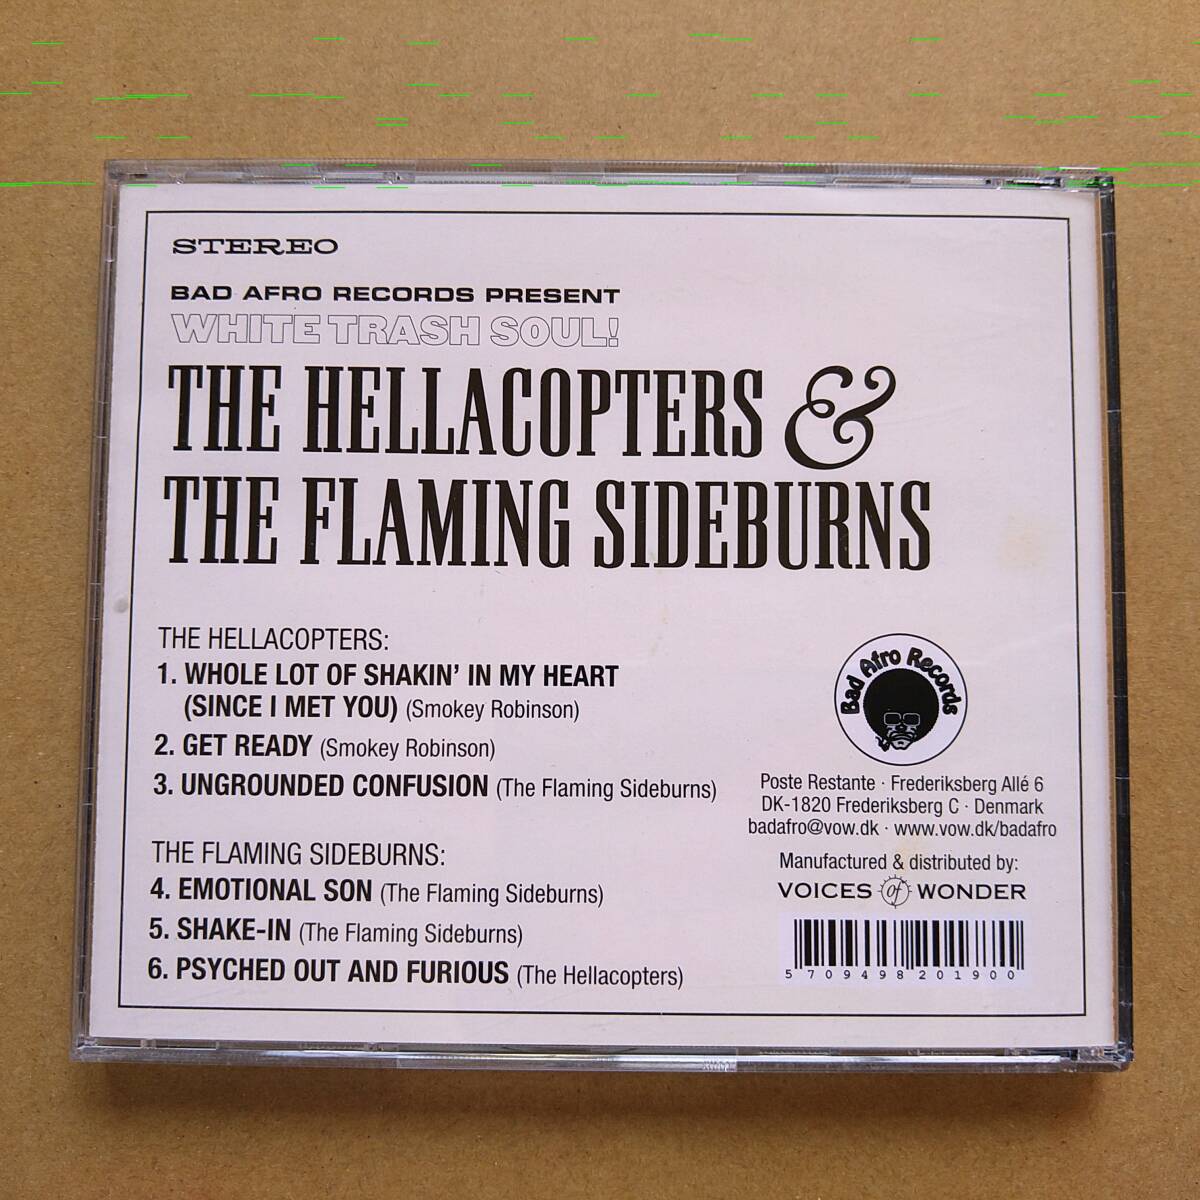 STEREO
BAD AFRO RECORDS PRESENT
WHITE TRASH SOUL!
THE HELLACOPTERS &
THE FLAMING SIDEBURNS
THE HELLACOPTERS:
1. WHOLE LOT OF SHAKIN' IN MY HEART
(SINCE I MET YOU) (Smokey Robinson)
2. GET READY (Smokey Robinson)
3. UNGROUNDED CONFUSION (The Flaming Sideburns)
THE FLAMING SIDEBURNS:
4. EMOTIONAL SON (The Flaming Sideburns)
5. SHAKE-IN (The Flaming Sideburns)
6. PSYCHED OUT AND FURIOUS (The Hellacopters)
Bad Afro Records
Poste Restante · Frederiksberg Allé 6
DK-1820 Frederiksberg C · Denmark
badafro@vow.dk · www.vow.dk/badafro
Manufactured & distributed by:
VOICES of WONDER
5709498201900